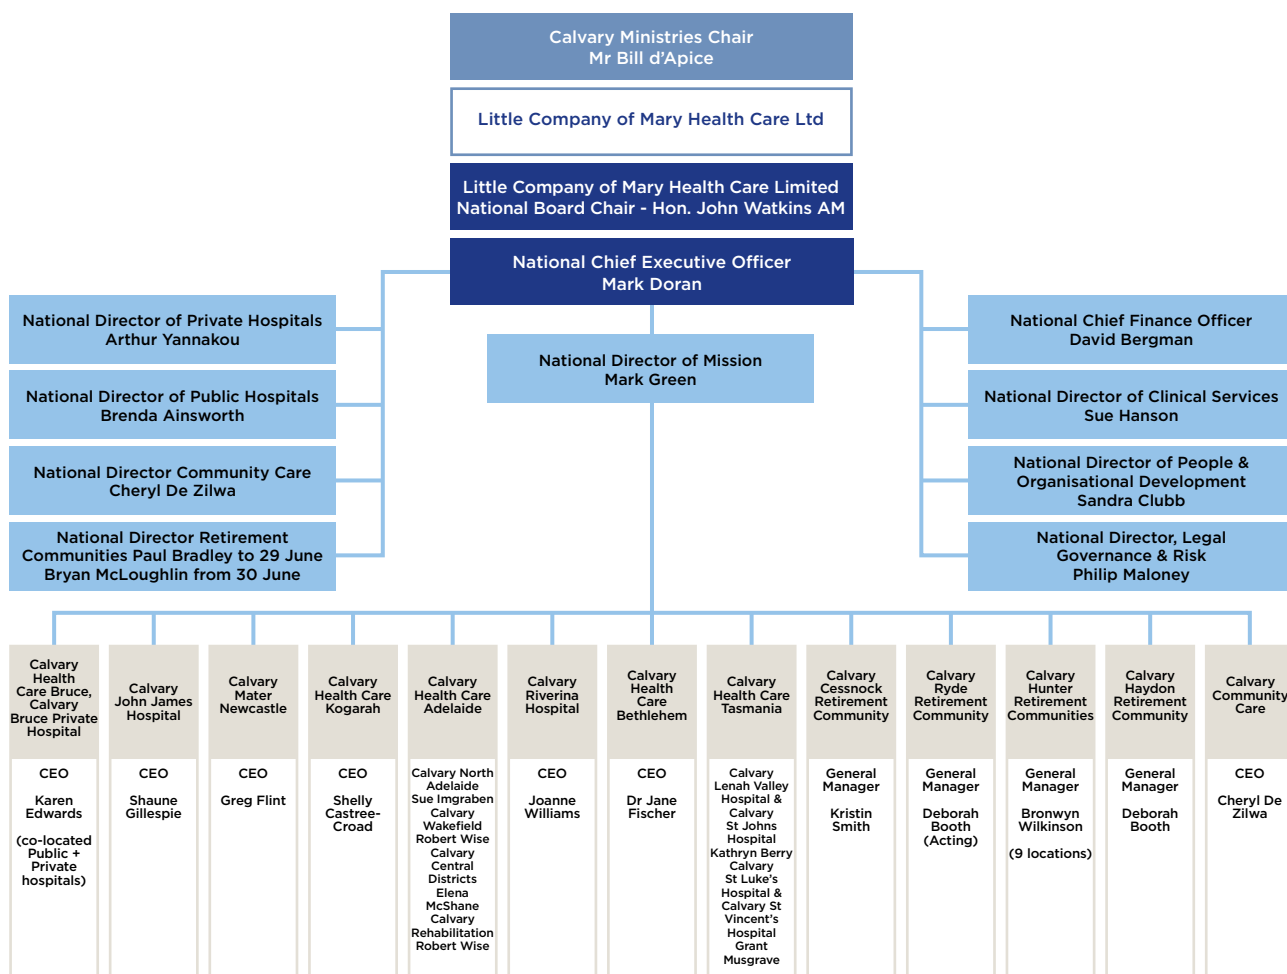 Calvary Ministries Chair
Mr Bill d'Apice
Little Company of Mary Health Care Ltd
Little Company of Mary Health Care Limited
National Board Chair - Hon. John Watkins AM
National Chief Executive Officer
Mark Doran
National Director of Private Hospitals
Arthur Yannakou
National Director of Public Hospitals
Brenda Ainsworth
National Director Community Care
Cheryl De Zilwa
National Director Retirement
Communities Paul Bradley to 29 June
Bryan McLoughlin from 30 June
National Director of Mission
Mark Green
National Chief Finance Officer
David Bergman
National Director of Clinical Services
Sue Hanson
National Director of People &
Organisational Development
Sandra Clubb
National Director, Legal
Governance & Risk
Philip Maloney
Calvary
Health
Care Bruce,
Calvary
Bruce Private
Hospital
CEO
Karen
Edwards
(co-located
Public +
Private
hospitals)
Calvary
John James
Hospital
CEO
Shaune
Gillespie
Calvary
Mater
Newcastle
CEO
Greg Flint
Calvary
Health Care
Kogarah
CEO
Shelly
Castree-
Croad
Calvary
Health Care
Adelaide
Calvary North
Adelaide
Sue Imgraben
Calvary
Wakefield
Robert Wise
Calvary
Central
Districts
Elena
McShane
Calvary
Rehabilitation
Robert Wise
Calvary
Riverina
Hospital
CEO
Joanne
Williams
Calvary
Health
Care
Bethlehem
CEO
Dr Jane
Fischer
Calvary
Health Care
Tasmania
Calvary
Lenah Valley
Hospital &
Calvary
St Johns
Hospital
Kathryn Berry
Calvary
St Luke's
Hospital &
Calvary St
Vincent's
Hospital
Grant
Musgrave
Calvary
Cessnock
Retirement
Community
General
Manager
Kristin
Smith
Calvary
Ryde
Retirement
Community
General
Manager
Deborah
Booth
(Acting)
Calvary
Hunter
Retirement
Communities
General
Manager
Bronwyn
Wilkinson
(9 locations)
Calvary
Haydon
Retirement
Community
General
Manager
Deborah
Booth
Calvary
Community
Care
CEO
Cheryl De
Zilwa